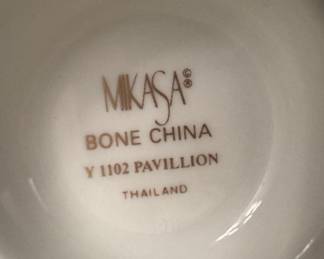 MIKASA©®
BONE CHINA
Y 1102 PAVILLION
THAILAND